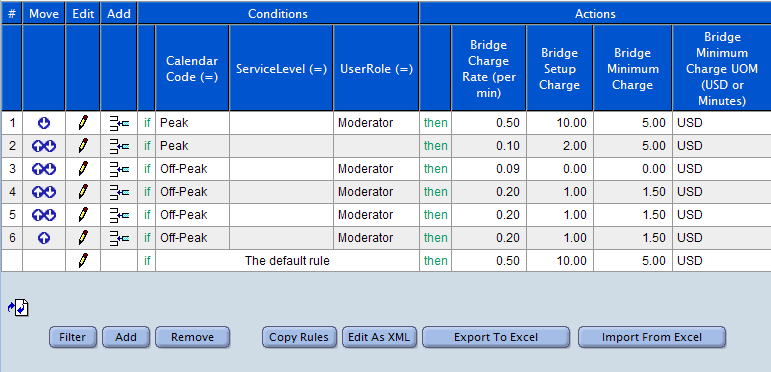 # Move Edit Add Conditions Actions
Calendar Code (=) ServiceLevel (=) UserRole (=) Bridge Charge Rate (per min) Bridge Setup Charge Bridge Minimum Charge Bridge Minimum Charge UOM (USD or Minutes)
1 if Peak Moderator then 0.50 10.00 5.00 USD
2 if Peak then 0.10 2.00 5.00 USD
3 if Off-Peak Moderator then 0.09 0.00 0.00 USD
4 if Off-Peak Moderator then 0.20 1.00 1.50 USD
5 if Off-Peak Moderator then 0.20 1.00 1.50 USD
6 if Off-Peak Moderator then 0.20 1.00 1.50 USD
if The default rule then 0.50 10.00 5.00 USD
Filter Add Remove Copy Rules Edit As XML Export To Excel Import From Excel